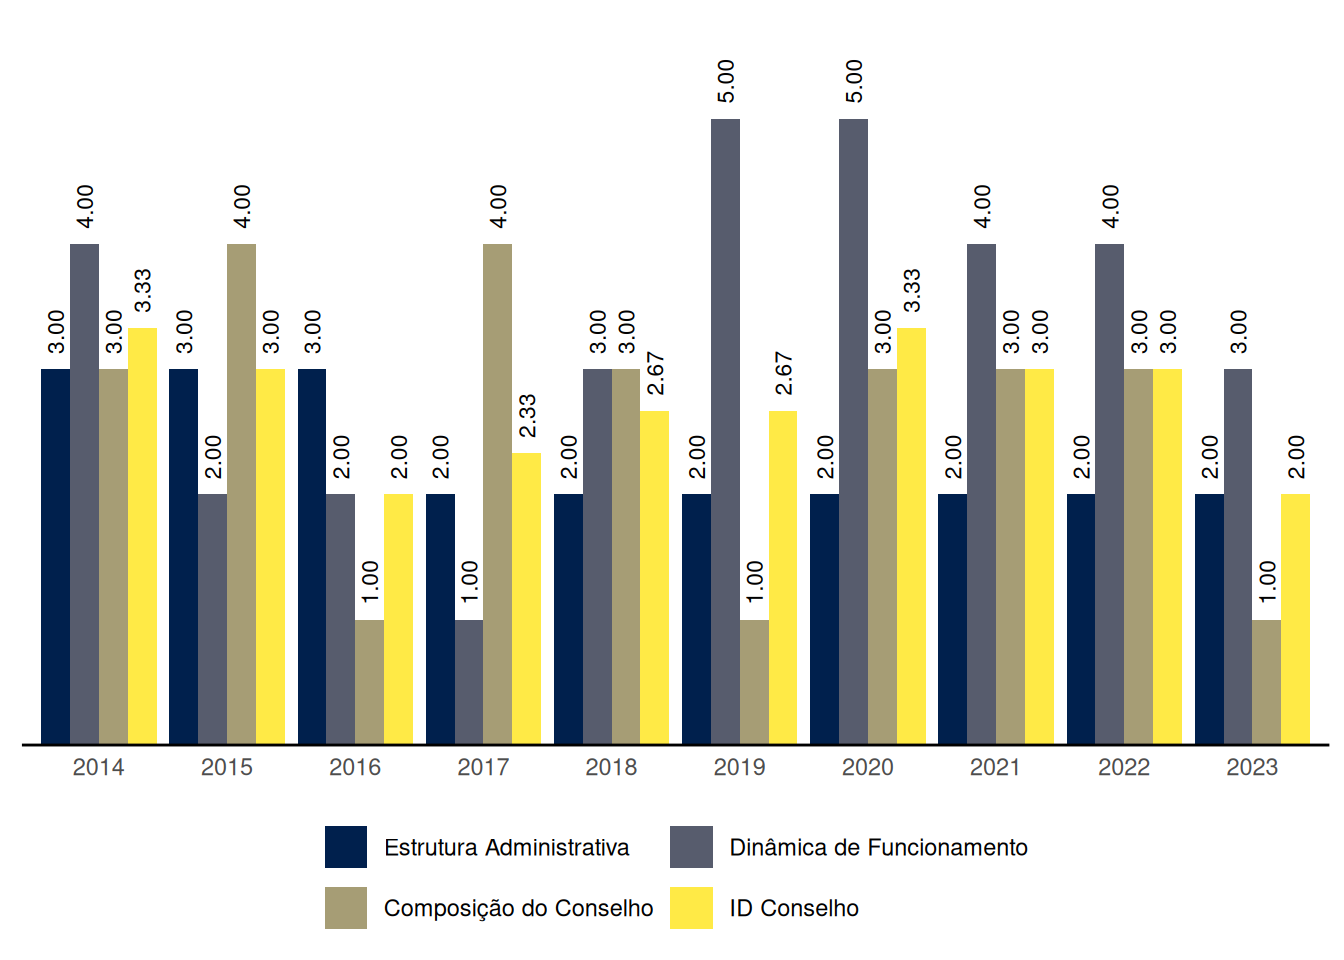 5.00 5.00
4.00 4.00 4.00 4.00 4.00
3.33 3.33
3.00 3.00 3.00 3.00 3.00 3.00 3.00 3.00 3.00 3.00 3.00 3.00 3.00
2.67 2.67
2.33
2.00 2.00 2.00 2.00 2.00 2.00 2.00 2.00 2.00 2.00 2.00
1.00 1.00 1.00 1.00
2014 2015 2016 2017 2018 2019 2020 2021 2022 2023
Estrutura Administrativa Dinâmica de Funcionamento
Composição do Conselho ID Conselho